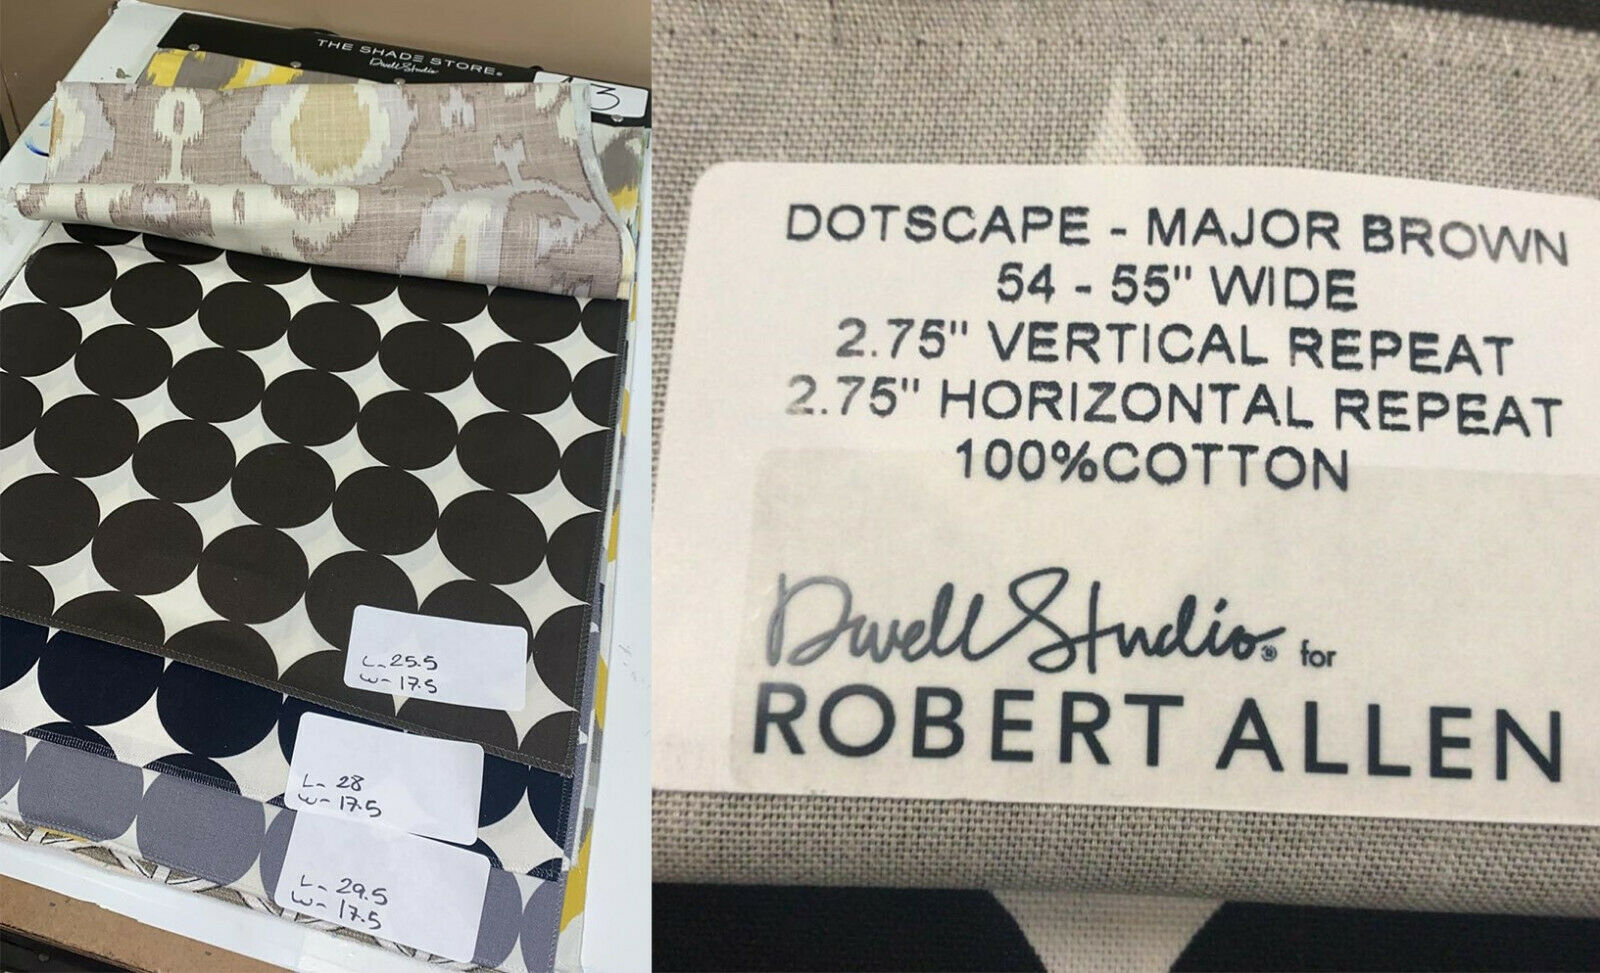 THE SHADE STORE®
DwellStudio
3
L- 25.5
W- 17.5
L- 28
W- 17.5
L- 29.5
W- 17.5
DOTSCAPE - MAJOR BROWN
54 - 55" WIDE
2.75" VERTICAL REPEAT
2.75" HORIZONTAL REPEAT
100%COTTON
DwellStudio® for
ROBERT ALLEN